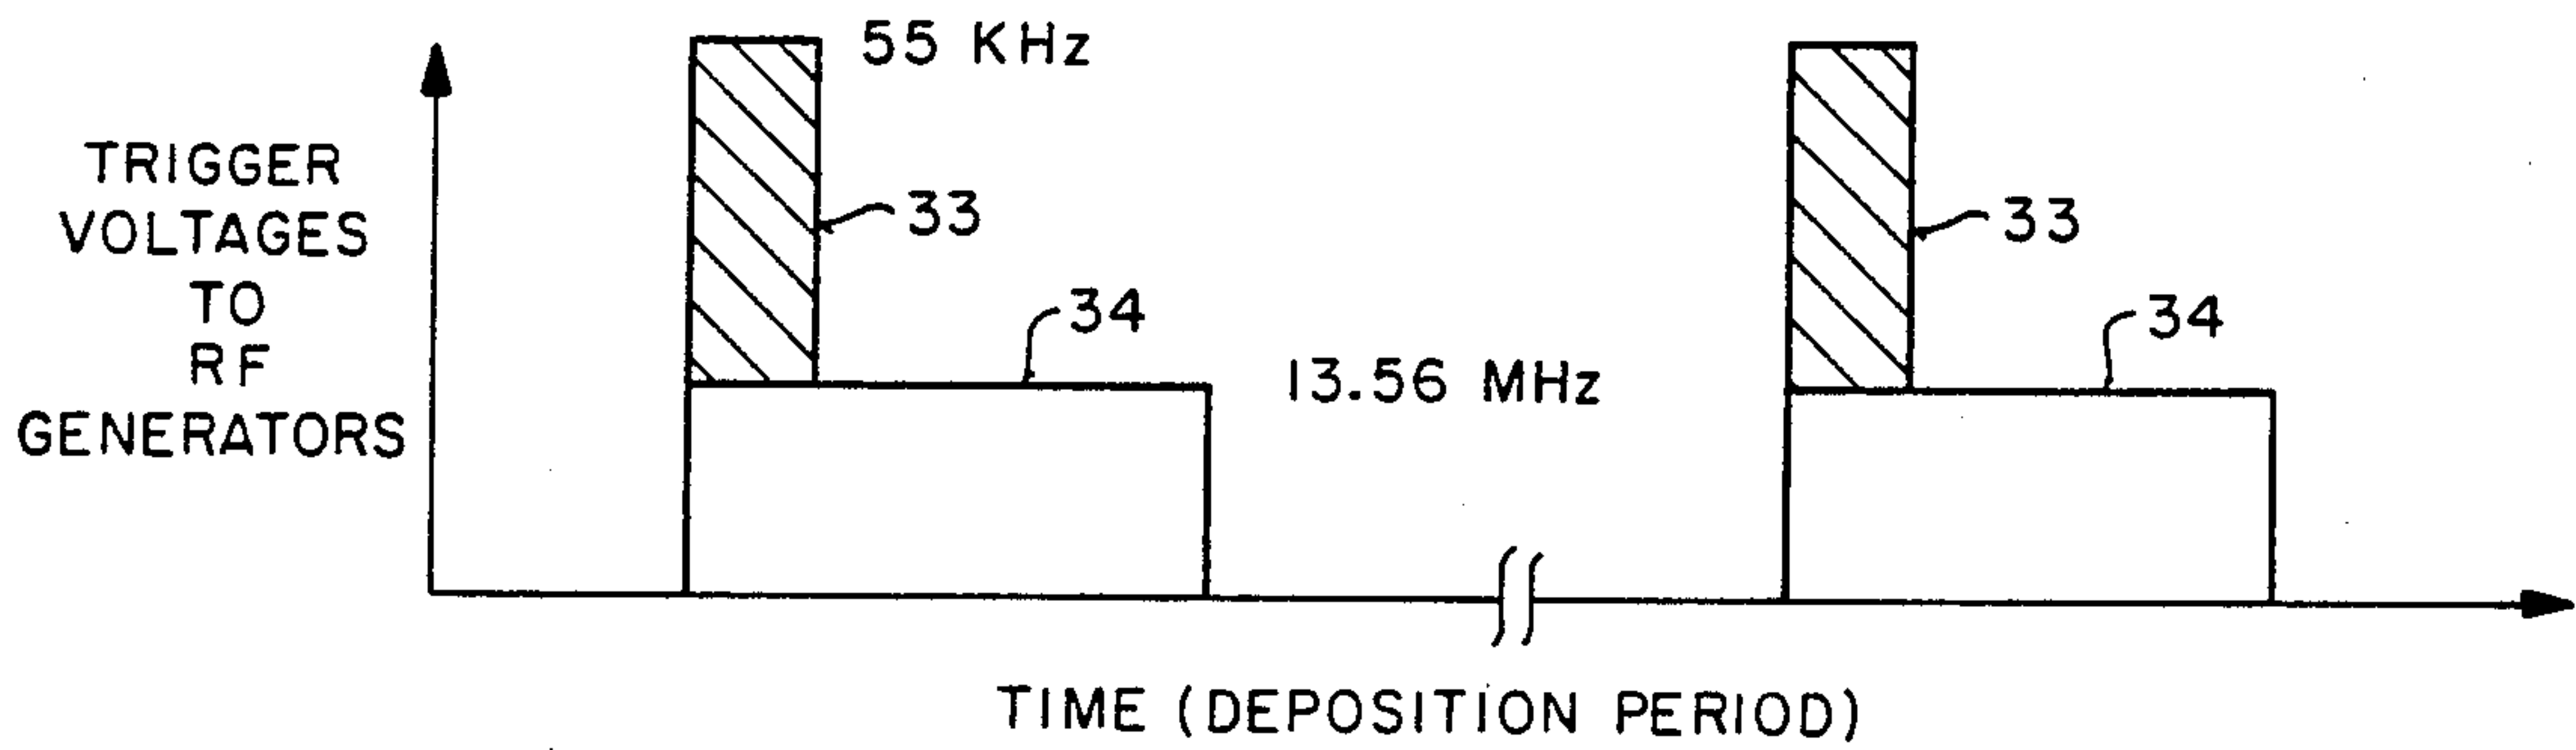 55 KHz
TRIGGER
VOLTAGES
TO
RF
GENERATORS
33
33
34
34
13.56 MHz
TIME (DEPOSITION PERIOD)